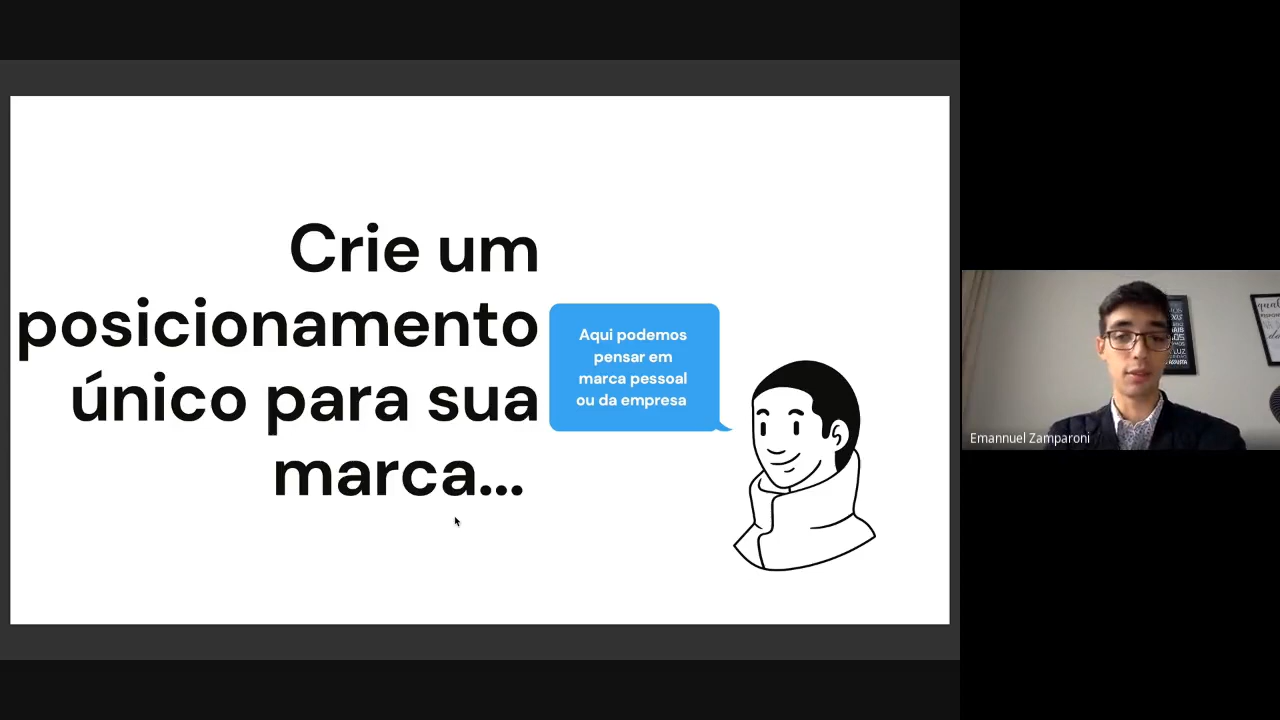 Crie um
posicionamento
único para sua
marca...
Aqui podemos
pensar em
marca pessoal
ou da empresa
Emannuel Zamparoni